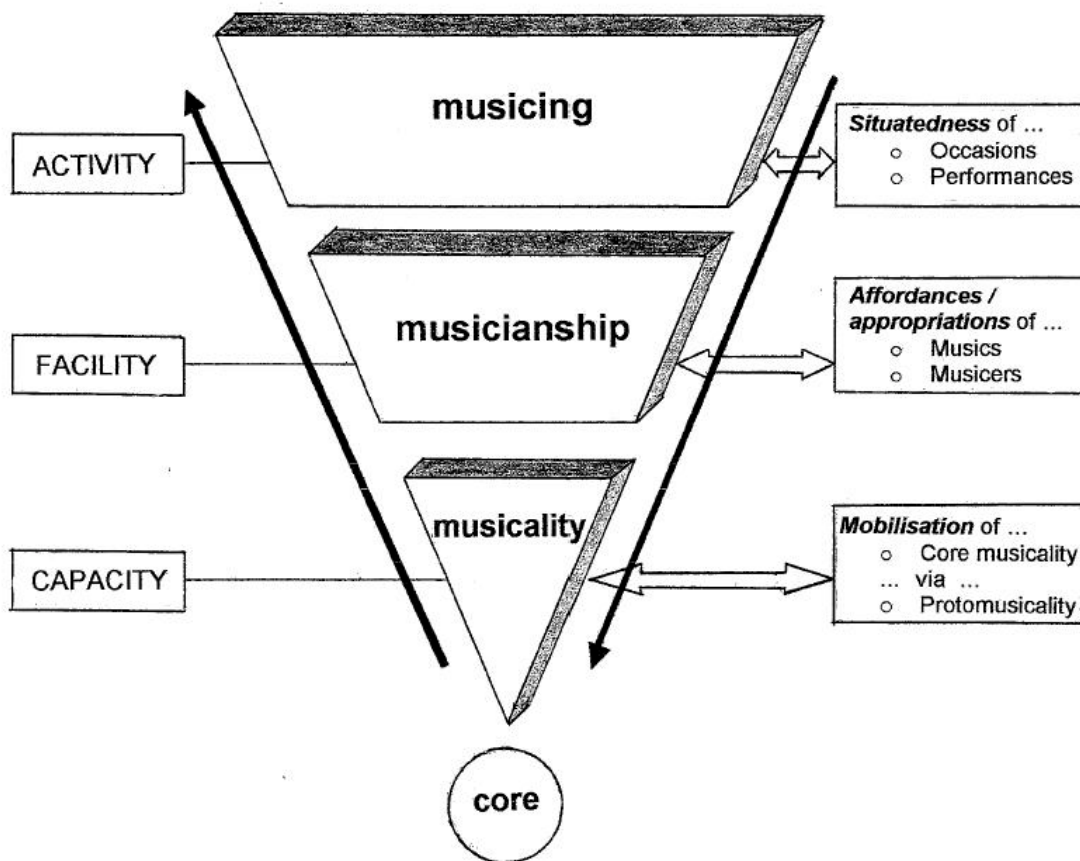 musicing
ACTIVITY
Situatedness of ...
o Occasions
o Performances
musicianship
FACILITY
Affordances /
appropriations of ...
o Musics
o Musicers
musicality
CAPACITY
Mobilisation of ...
o Core musicality
... via ...
o Protomusicality
core